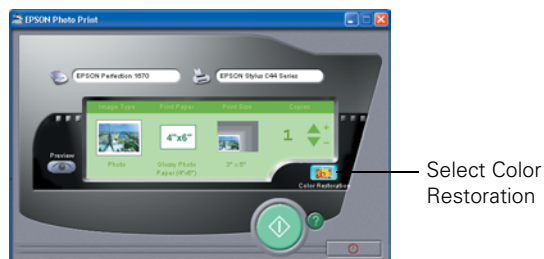 EPSON Photo Print
EPSON Perfection 1670
EPSON Stylus C44 Series
Image Type
Print Paper
Print Size
Copies
4"x6"
1
+
-
Preview
Photo
Glossy Photo
Paper (4"x6")
3" x 5"
Color Restoration
Select Color
Restoration
?